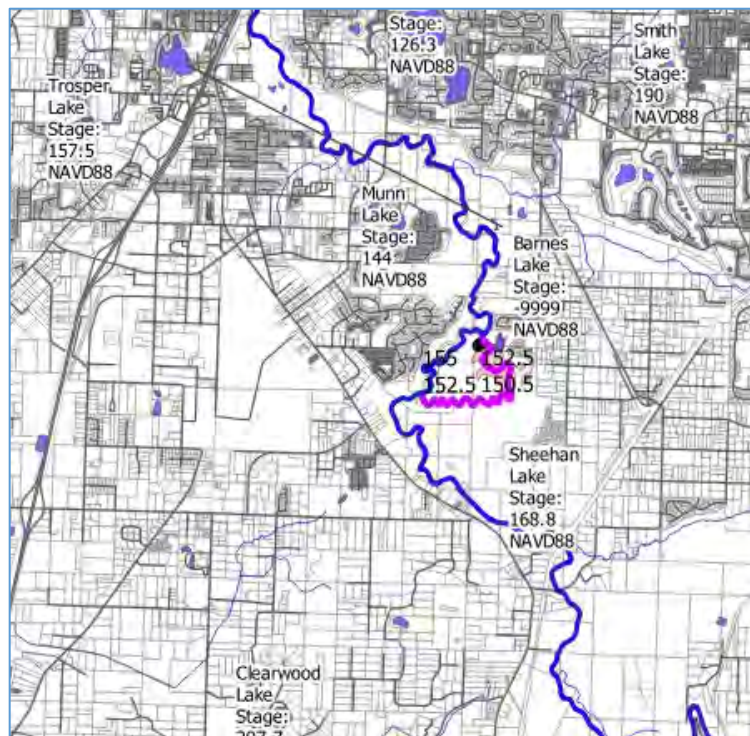 Stage:
126.3
NAVD88
Smith
Lake
Stage:
190
NAVD88
Trosper
Lake
Stage:
157.5
NAVD88
Munn
Lake
Stage:
144
NAVD88
Barnes
Lake
Stage:
-9999
NAVD88
155 152.5
152.5 150.5
Sheehan
Lake
Stage:
168.8
NAVD88
Clearwood
Lake
Stage: